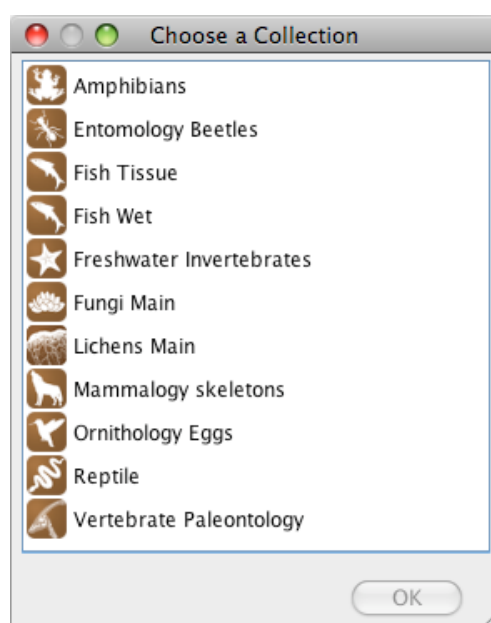 Choose a Collection
Amphibians
Entomology Beetles
Fish Tissue
Fish Wet
Freshwater Invertebrates
Fungi Main
Lichens Main
Mammalogy skeletons
Ornithology Eggs
Reptile
Vertebrate Paleontology
OK